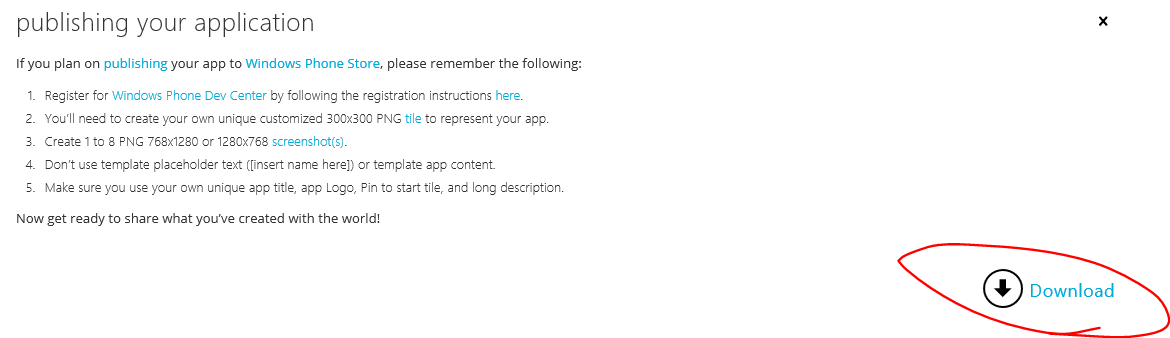 publishing your application
If you plan on publishing your app to Windows Phone Store, please remember the following:
1. Register for Windows Phone Dev Center by following the registration instructions here.
2. You'll need to create your own unique customized 300x300 PNG tile to represent your app.
3. Create 1 to 8 PNG 768x1280 or 1280x768 screenshot(s).
4. Don't use template placeholder text ([insert name here]) or template app content.
5. Make sure you use your own unique app title, app Logo, Pin to start tile, and long description.
Now get ready to share what you've created with the world!
Download